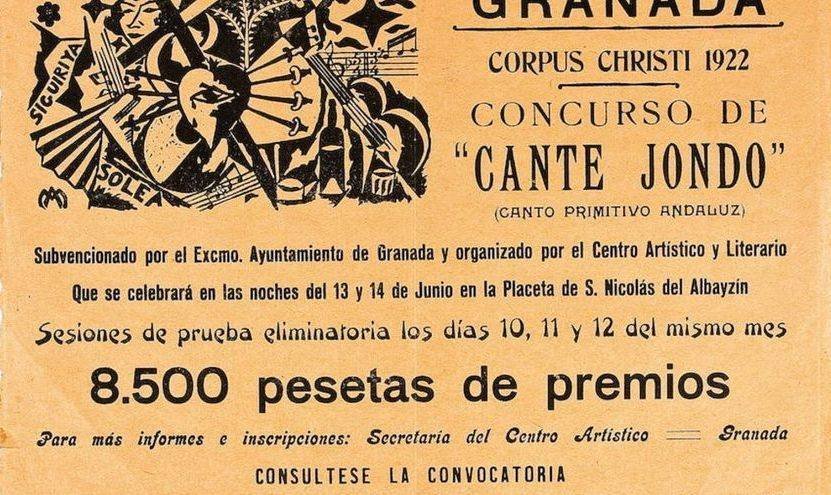 GRANADA
SIGUIRIYA
CORPUS CHRISTI 1922
CONCURSO DE
"CANTE JONDO"
SOLEA
(CANTO PRIMITIVO ANDALUZ)
Subvencionado por el Excmo. Ayuntamiento de Granada y organizado por el Centro Artístico y Literario
Que se celebrará en las noches del 13 y 14 de Junio en la Placeta de S. Nicolás del Albayzín
Sesiones de prueba eliminatoria los días 10, 11 y 12 del mismo mes
8.500 pesetas de premios
Para más informes e inscripciones: Secretaría del Centro Artístico == Granada
CONSULTESE LA CONVOCATORIA